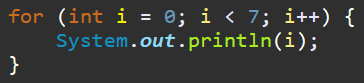 for (int i = 0; i < 7; i++) {
    System.out.println(i);
}